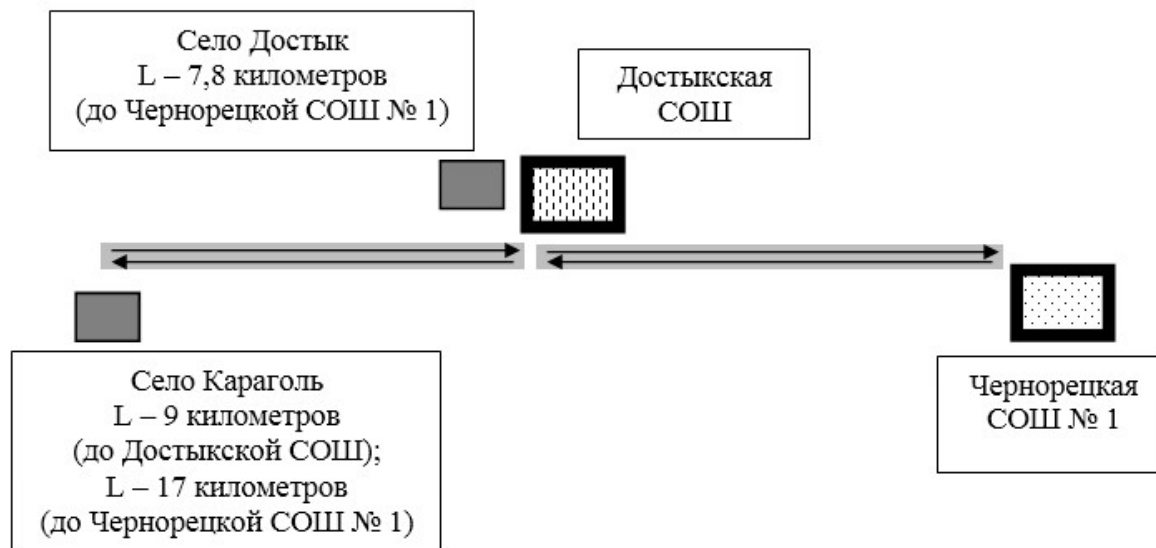 Село Достык
L – 7,8 километров
(до Чернорецкой СОШ № 1)
Достыкская
СОШ
Село Караголь
L – 9 километров
(до Достыкской СОШ);
L – 17 километров
(до Чернорецкой СОШ № 1)
Чернорецкая
СОШ № 1